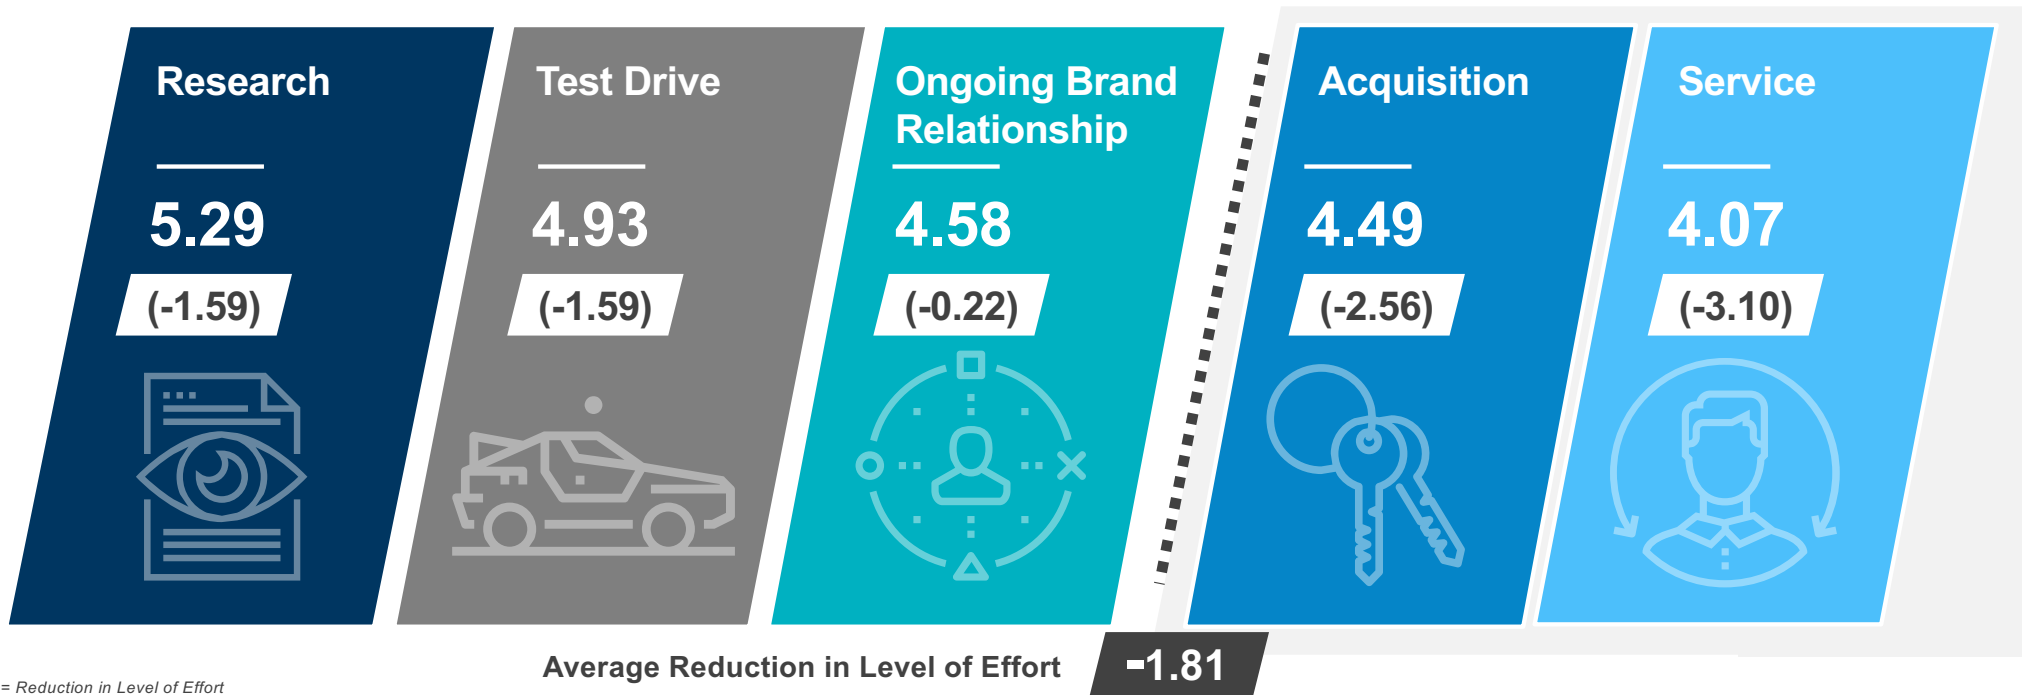 Research
5.29
(-1.59)
Test Drive
4.93
(-1.59)
Ongoing Brand
Relationship
4.58
(-0.22)
Acquisition
4.49
(-2.56)
Service
4.07
(-3.10)
Average Reduction in Level of Effort
-1.81
= Reduction in Level of Effort